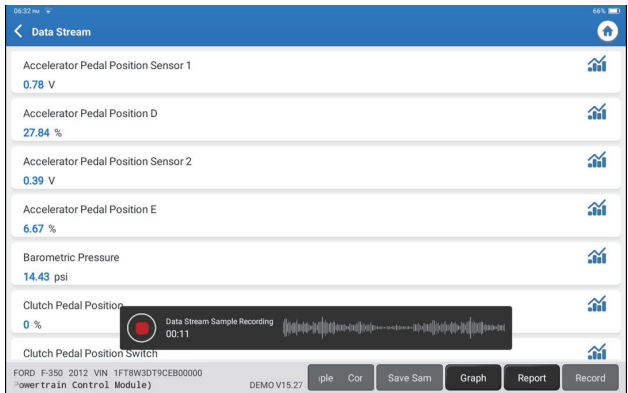 06:32 PM
66%
Data Stream
Accelerator Pedal Position Sensor 1
0.78 V
Accelerator Pedal Position D
27.84 %
Accelerator Pedal Position Sensor 2
0.39 V
Accelerator Pedal Position E
6.67 %
Barometric Pressure
14.43 psi
Clutch Pedal Position
0 %
Data Stream Sample Recording
00:11
Clutch Pedal Position Switch
FORD F-350 2012 VIN 1FT8W3DT9CEB00000
Powertrain Control Module)
DEMO V15.27
ple Cor
Save Sam
Graph
Report
Record